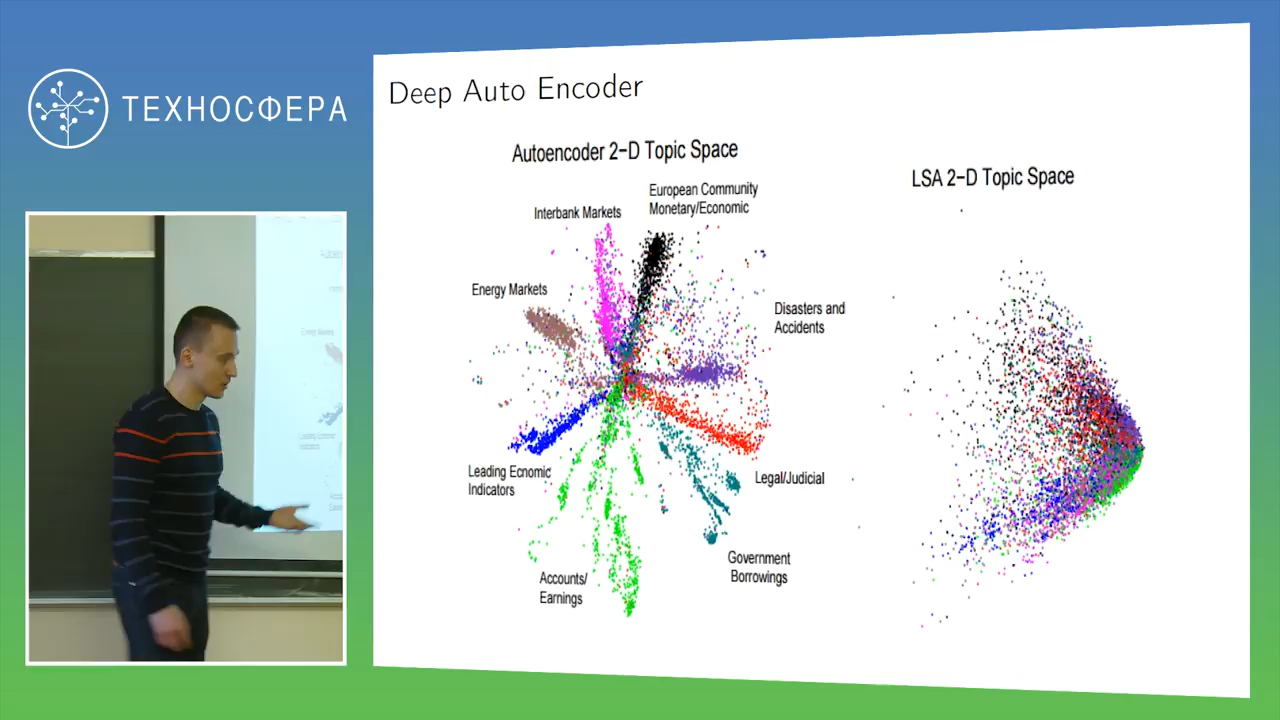 ТЕХНОСФЕРА
Deep Auto Encoder
Autoencoder 2-D Topic Space
LSA 2-D Topic Space
European Community
Monetary/Economic
Interbank Markets
Energy Markets
Disasters and
Accidents
Leading Ecnomic
Indicators
Legal/Judicial
Government
Borrowings
Accounts/
Earnings